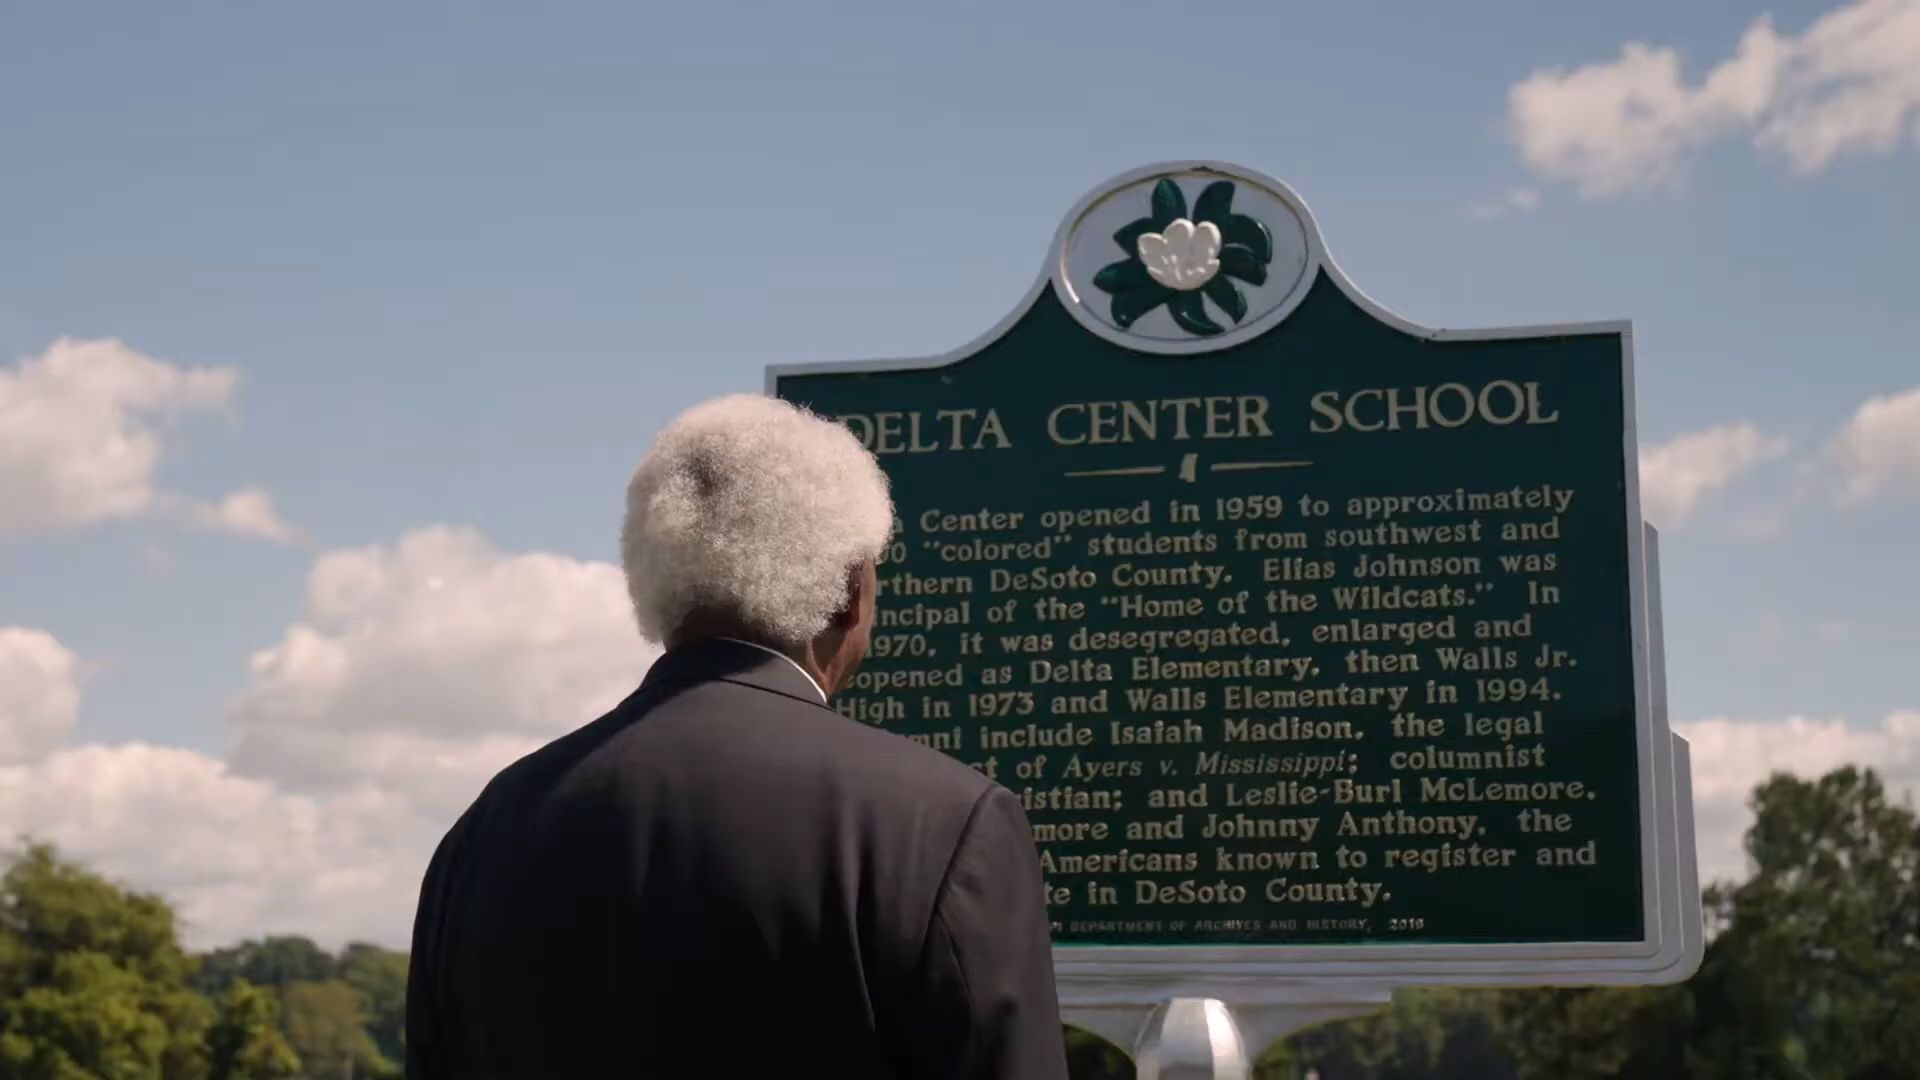 DELTA CENTER SCHOOL
Center opened in 1959 to approximately
"colored" students from southwest and
DeSoto County. Elias Johnson was
of the "Home of the Wildcats." In
1970, it was desegregated, enlarged and
as Delta Elementary, then Walls Jr.
High in 1973 and Walls Elementary in 1994.
include Isaiah Madison, the legal
of Ayers v. Mississippi; columnist
and Leslie-Burl McLemore.
and Johnny Anthony, the
Americans known to register and
in DeSoto County.
DEPARTMENT OF ARCHIVES AND HISTORY, 2019